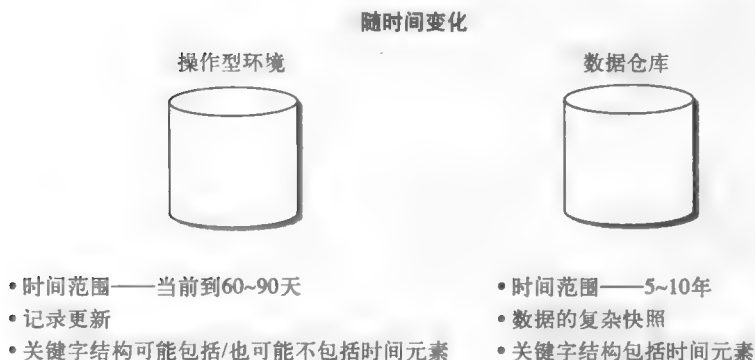 随时间变化
操作型环境
数据仓库
• 时间范围——当前到60~90天
• 记录更新
• 关键字结构可能包括/也可能不包括时间元素
• 时间范围——5~10年
• 数据的复杂快照
• 关键字结构包括时间元素